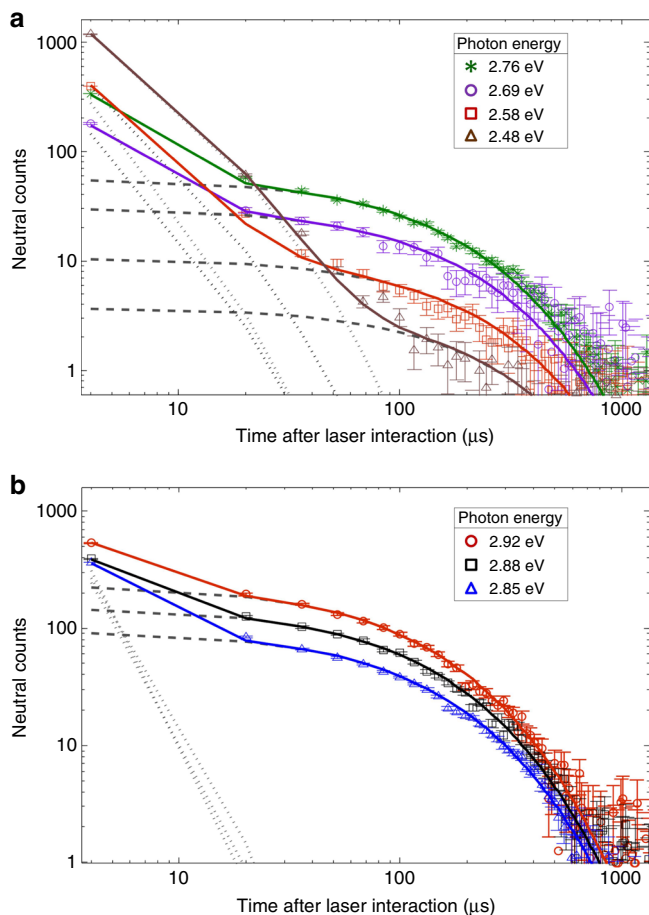 a
1000
100
10
1
Neutral counts
Photon energy
2.76 eV
2.69 eV
2.58 eV
2.48 eV
10
100
1000
Time after laser interaction (μs)
b
1000
100
10
1
Neutral counts
Photon energy
2.92 eV
2.88 eV
2.85 eV
10
100
1000
Time after laser interaction (μs)